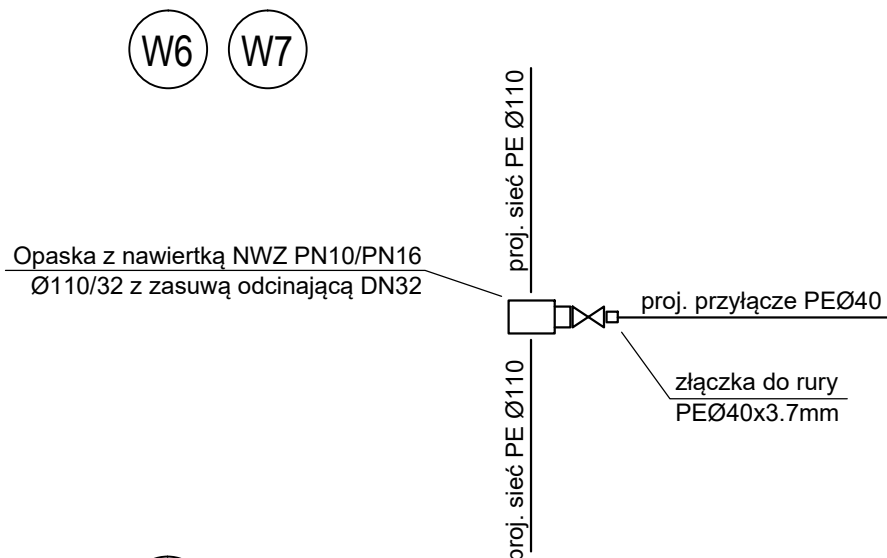 W6 W7
proj. sieć PE Ø110
Opaska z nawiertką NWZ PN10/PN16
Ø110/32 z zasuwą odcinającą DN32
proj. przyłącze PEØ40
złączka do rury
PEØ40x3.7mm
proj. sieć PE Ø110